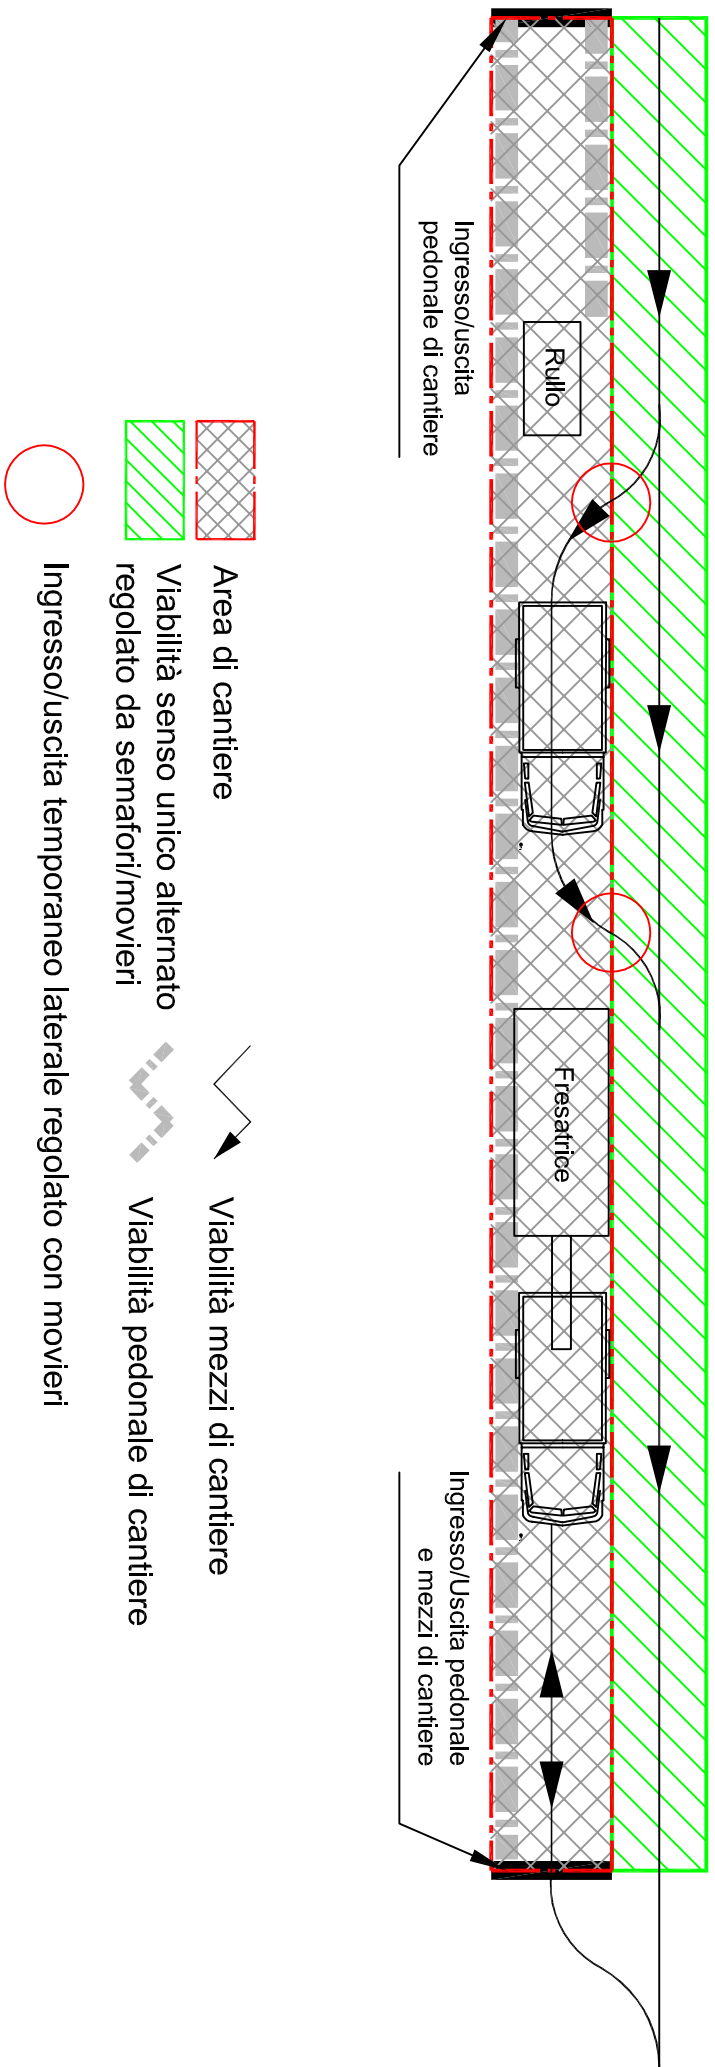 Ingresso/uscita
pedonale di cantiere
Rullo
Fresatrice
Ingresso/Uscita pedonale
e mezzi di cantiere
Area di cantiere
Viabilità senso unico alternato
regolato da semafori/movieri
Ingresso/uscita temporaneo laterale regolato con movieri
Viabilità mezzi di cantiere
Viabilità pedonale di cantiere